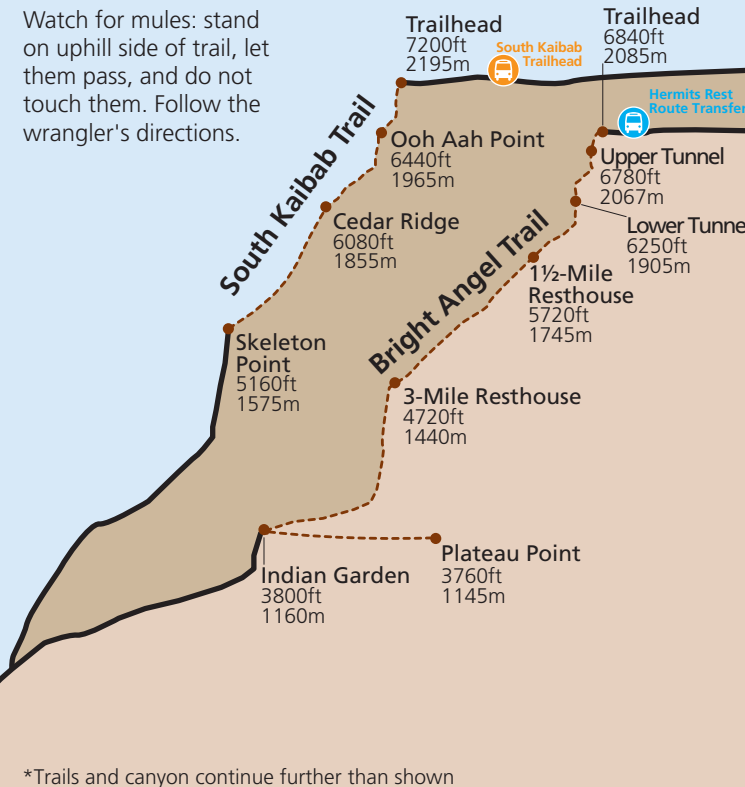 Watch for mules: stand
on uphill side of trail, let
them pass, and do not
touch them. Follow the
wrangler's directions.
Trailhead
7200ft
2195m
South Kaibab
Trailhead
Trailhead
6840ft
2085m
Hermits Rest
Route Transfer
South Kaibab Trail
Ooh Aah Point
6440ft
1965m
Upper Tunnel
6780ft
2067m
Cedar Ridge
6080ft
1855m
Lower Tunne
6250ft
1905m
Bright Angel Trail
1½-Mile
Resthouse
5720ft
1745m
Skeleton
Point
5160ft
1575m
3-Mile Resthouse
4720ft
1440m
Plateau Point
3760ft
1145m
Indian Garden
3800ft
1160m
*Trails and canyon continue further than shown